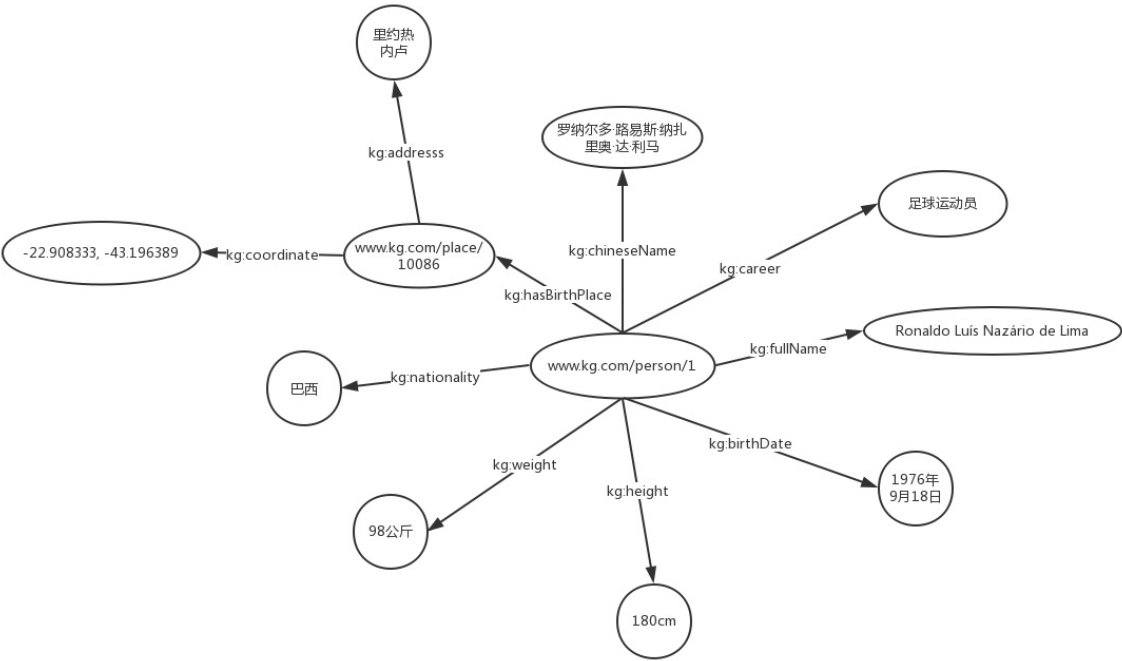 里约热
内卢
罗纳尔多·路易斯·纳扎
里奥·达·利马
kg:addresss
足球运动员
-22.908333, -43.196389
kg:coordinate
www.kg.com/place/
10086
kg:chineseName
kg:career
kg:hasBirthPlace
Ronaldo Luís Nazário de Lima
kg:fullName
www.kg.com/person/1
kg:nationality
巴西
kg:birthDate
kg:weight
kg:height
1976年
9月18日
98公斤
180cm